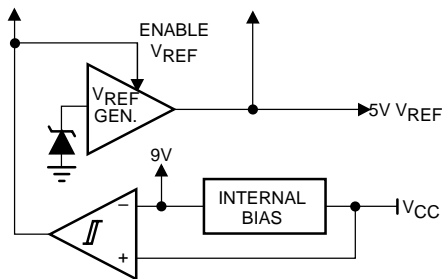 ENABLE
VREF
VREF
GEN.
5V VREF
9V
INTERNAL
BIAS
VCC
−
+